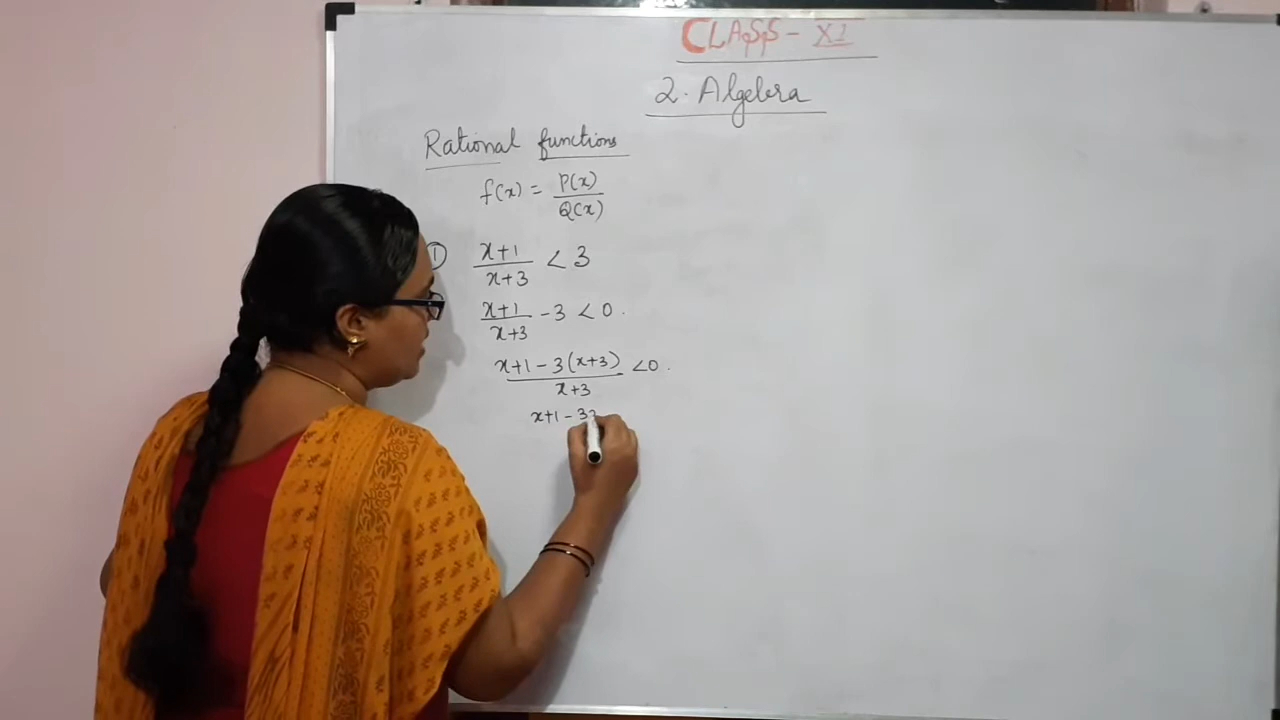 CLASS - XI
2. Algebra
Rational functions
f(x) = P(x)/Q(x)
① x+1/x+3 < 3
x+1/x+3 - 3 < 0.
x+1 - 3(x+3)/x+3 < 0.
x+1 - 3